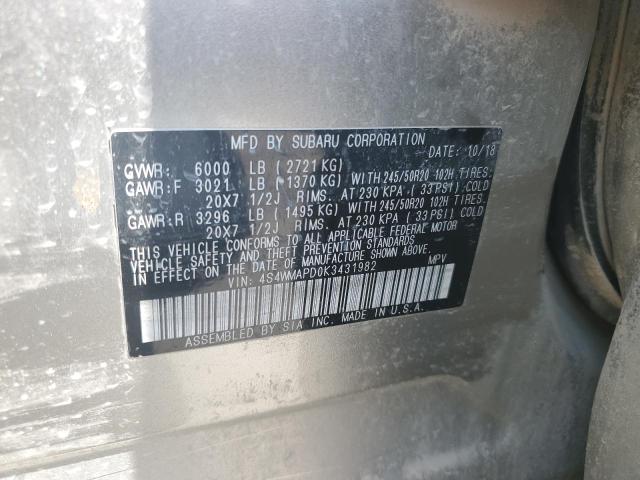 MFD BY SUBARU CORPORATION
DATE: 10/18
GVWR: 6000 LB (2721 KG)
GAWR:F 3021 LB (1370 KG) WITH 245/50R20 102H TIRES.
20X7 1/2J RIMS. AT 230 KPA (33 PSI) COLD
GAWR:R 3296 LB (1495 KG) WITH 245/50R20 102H TIRES.
20X7 1/2J RIMS. AT 230 KPA (33 PSI) COLD
THIS VEHICLE CONFORMS TO ALL APPLICABLE FEDERAL MOTOR
VEHICLE SAFETY AND THEFT PREVENTION STANDARDS IN
EFFECT ON THE DATE OF MANUFACTURE SHOWN ABOVE.
VIN: 4S4WMAPD0K3431982 MPV
ASSEMBLED BY SIA INC. MADE IN U.S.A.